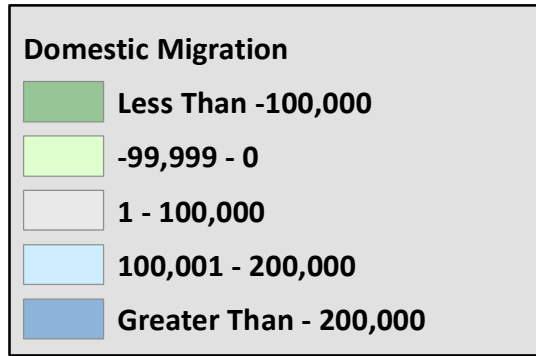 Domestic Migration
Less Than -100,000
-99,999 - 0
1 - 100,000
100,001 - 200,000
Greater Than - 200,000